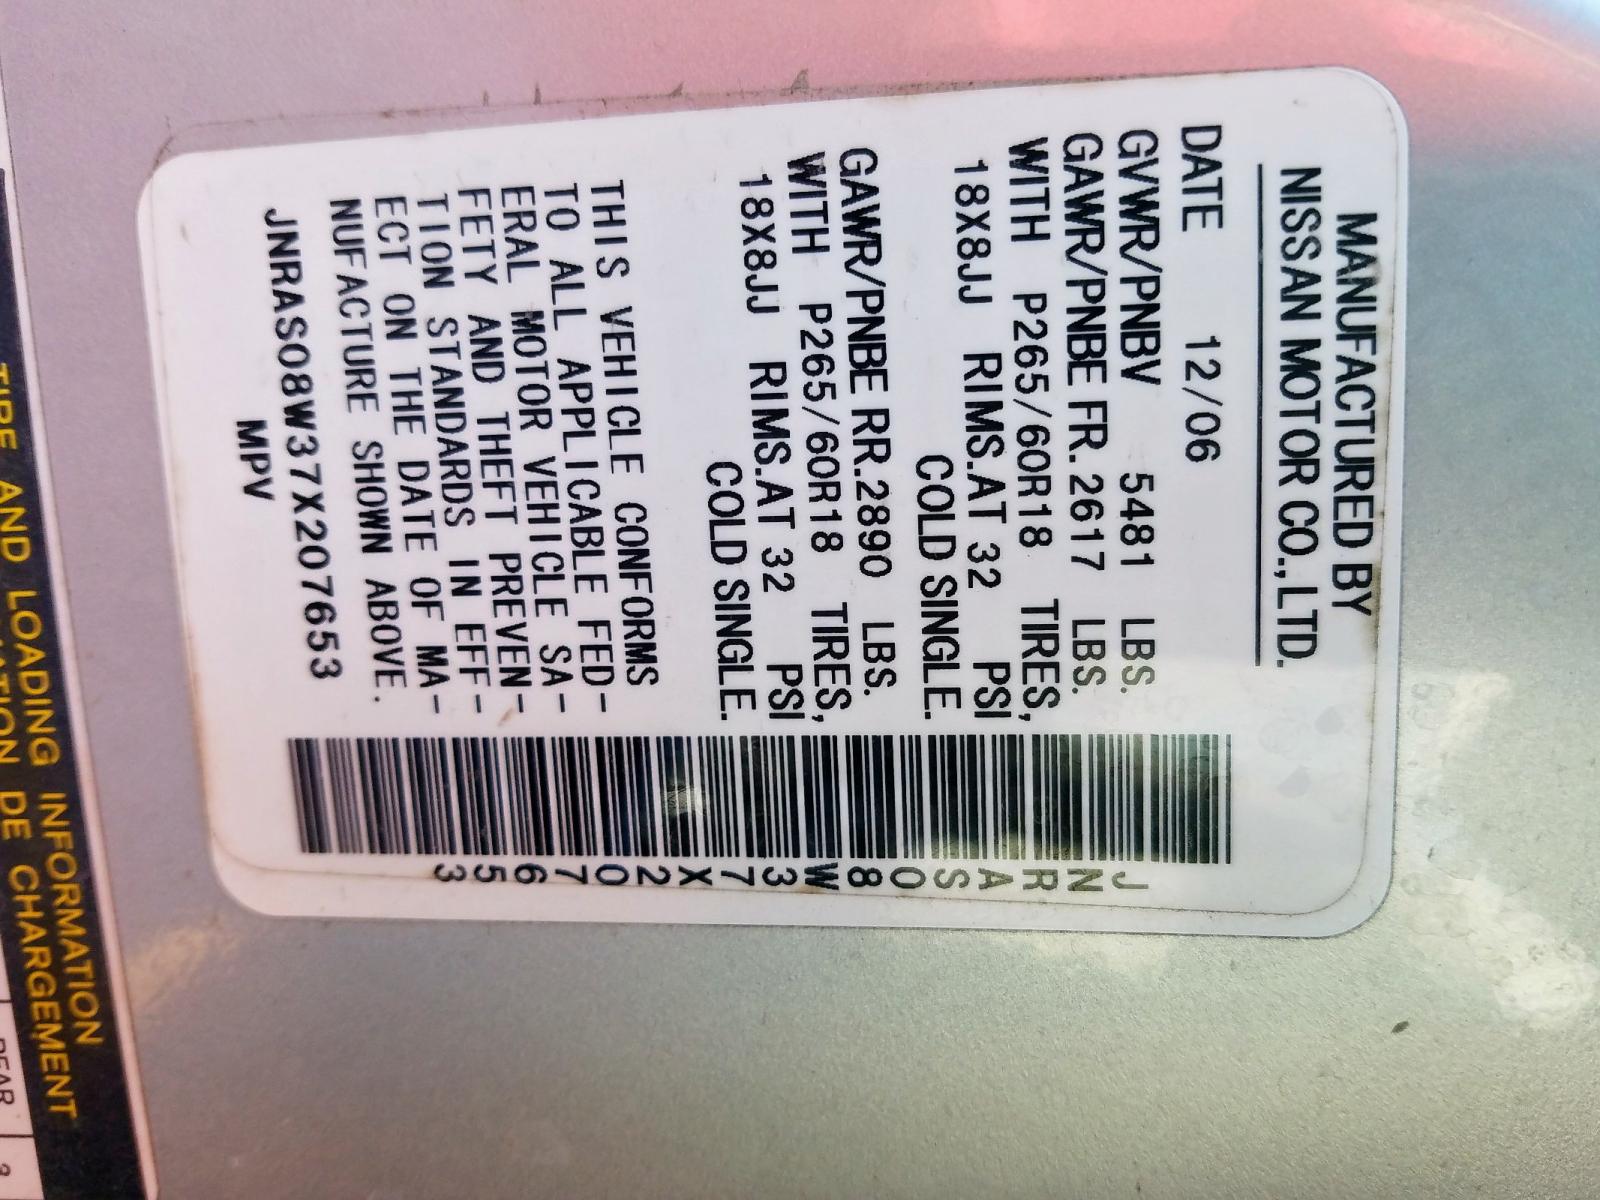 MANUFACTURED BY
NISSAN MOTOR CO.,LTD.
DATE 12/06
GVWR/PNBV 5481 LBS.
GAWR/PNBE FR. 2617 LBS.
WITH P265/60R18 TIRES,
18X8JJ RIMS.AT 32 PSI
COLD SINGLE.
GAWR/PNBE RR.2890 LBS.
WITH P265/60R18 TIRES,
18X8JJ RIMS.AT 32 PSI
COLD SINGLE.
THIS VEHICLE CONFORMS
TO ALL APPLICABLE FED-
ERAL MOTOR VEHICLE SA-
FETY AND THEFT PREVEN-
TION STANDARDS IN EFF-
ECT ON THE DATE OF MA-
NUFACTURE SHOWN ABOVE.
JNRAS08W37X207653
MPV
JNRAS08W37X207653
TIRE AND LOADING INFORMATION
DE CHARGEMENT
REAR